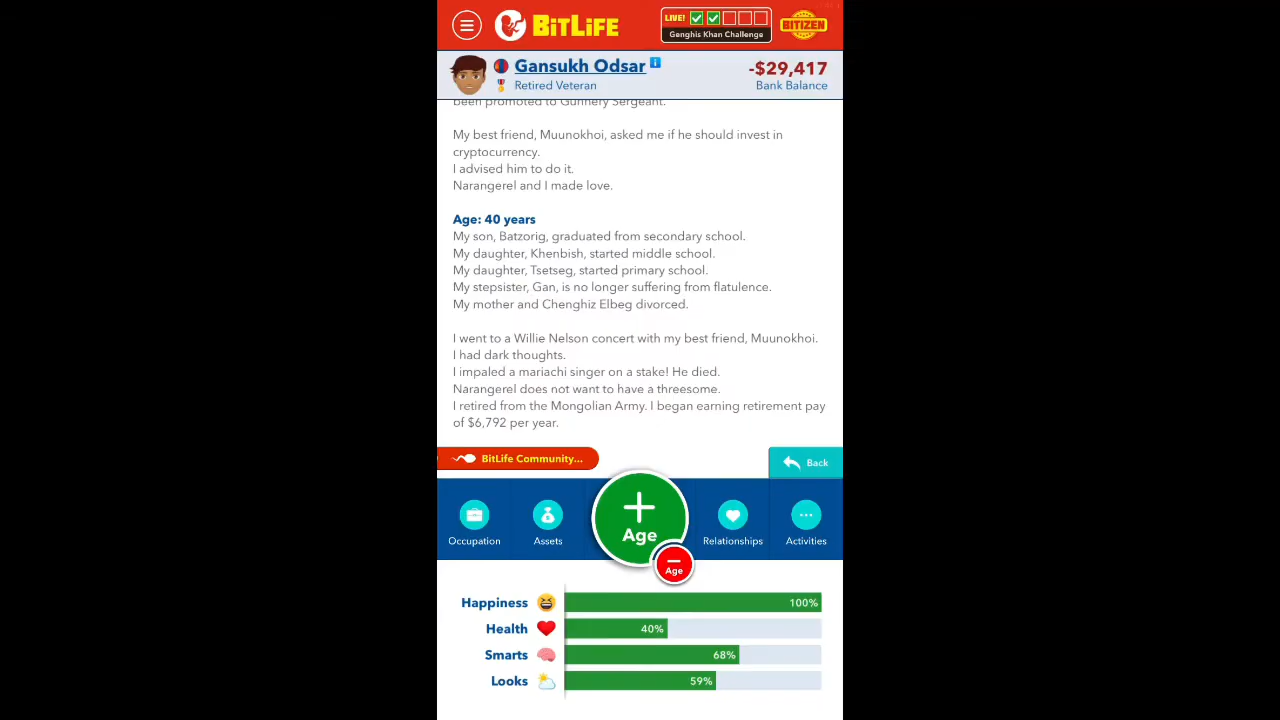 BITLIFE
LIVE!
Genghis Khan Challenge
BITIZEN
Gansukh Odsar
-$29,417
Retired Veteran
Bank Balance
been promoted to Gunnery Sergeant.
My best friend, Muunokhoi, asked me if he should invest in
cryptocurrency.
I advised him to do it.
Narangerel and I made love.
Age: 40 years
My son, Batzorig, graduated from secondary school.
My daughter, Khenbish, started middle school.
My daughter, Tsetseg, started primary school.
My stepsister, Gan, is no longer suffering from flatulence.
My mother and Chenghiz Elbeg divorced.
I went to a Willie Nelson concert with my best friend, Muunokhoi.
I had dark thoughts.
I impaled a mariachi singer on a stake! He died.
Narangerel does not want to have a threesome.
I retired from the Mongolian Army. I began earning retirement pay
of $6,792 per year.
BitLife Community...
Back
Occupation
Assets
Age
Age
Relationships
Activities
Happiness
100%
Health
40%
Smarts
68%
Looks
59%